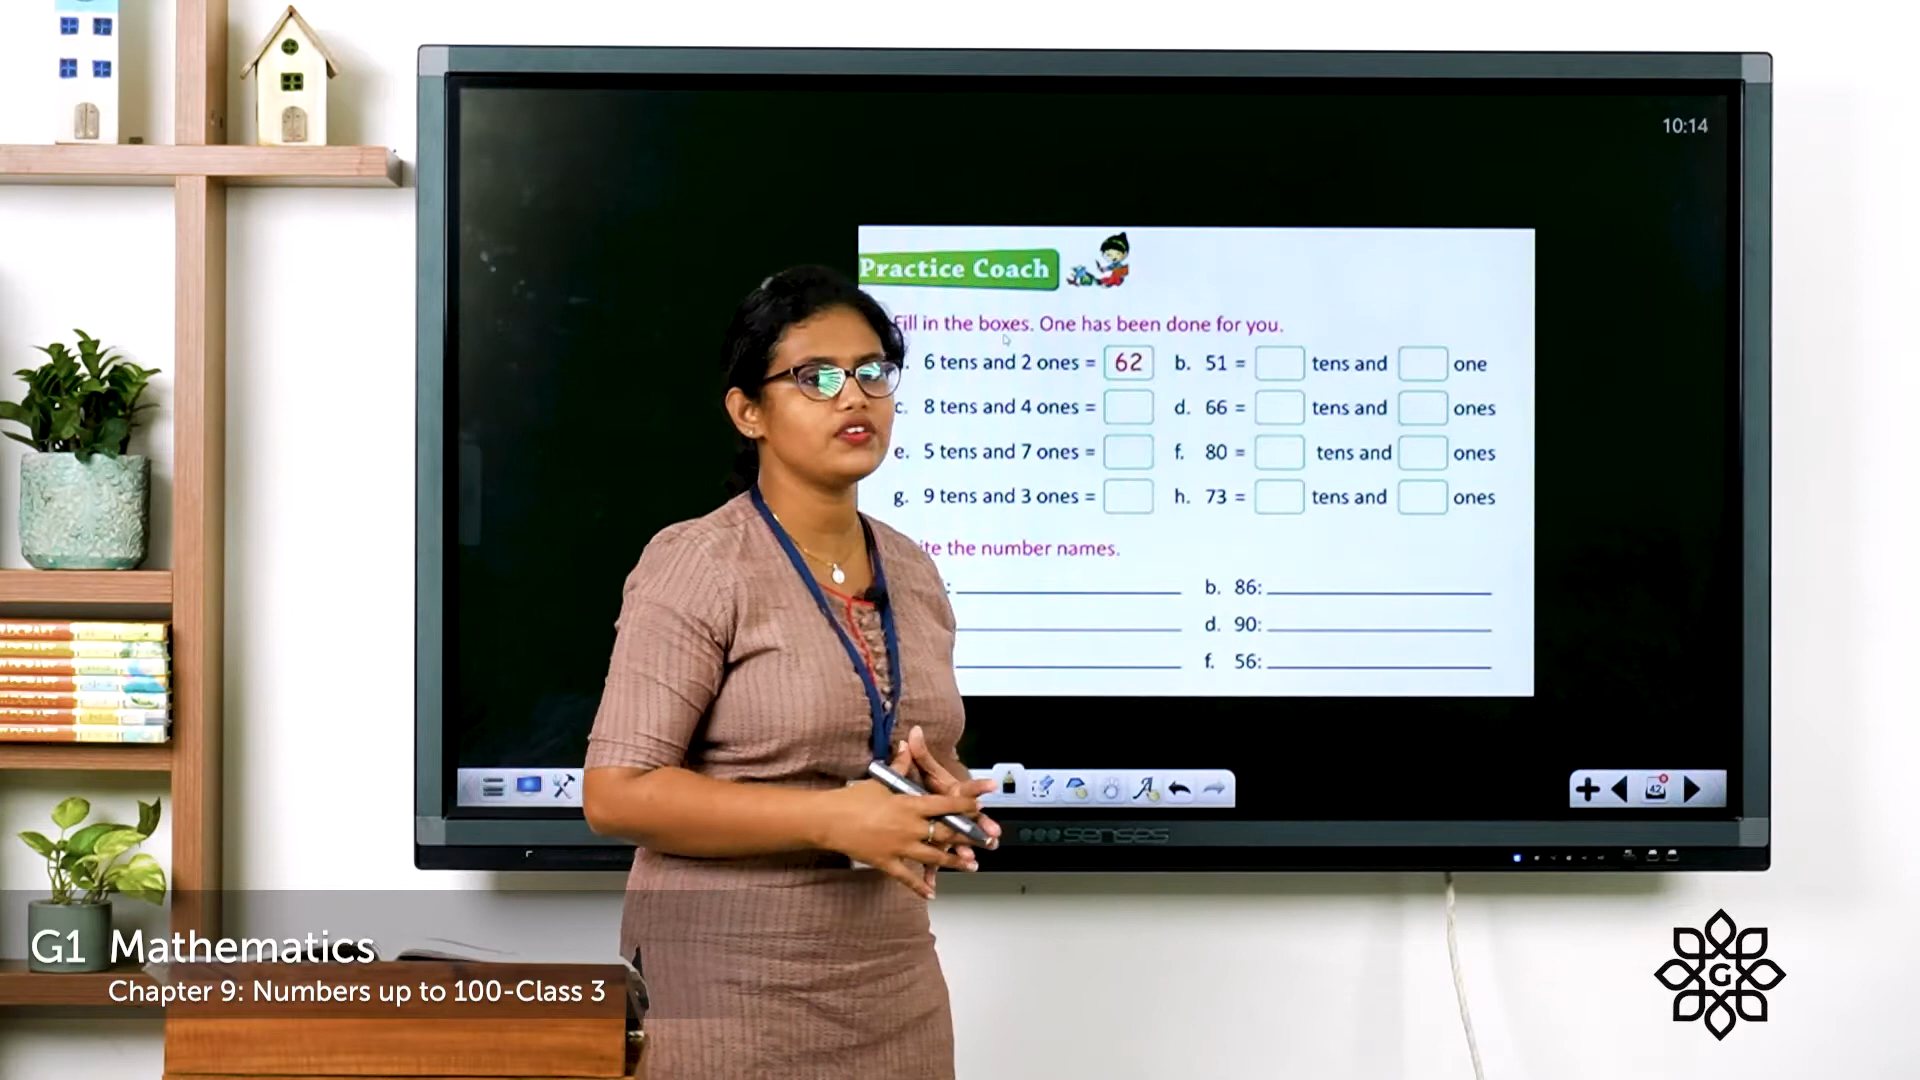 10:14
Practice Coach
Fill in the boxes. One has been done for you.
6 tens and 2 ones = 62 b. 51 = tens and one
c. 8 tens and 4 ones = d. 66 = tens and ones
e. 5 tens and 7 ones = f. 80 = tens and ones
g. 9 tens and 3 ones = h. 73 = tens and ones
the number names.
b. 86:
d. 90:
f. 56:
42
senses
G1 Mathematics
Chapter 9: Numbers up to 100-Class 3
G